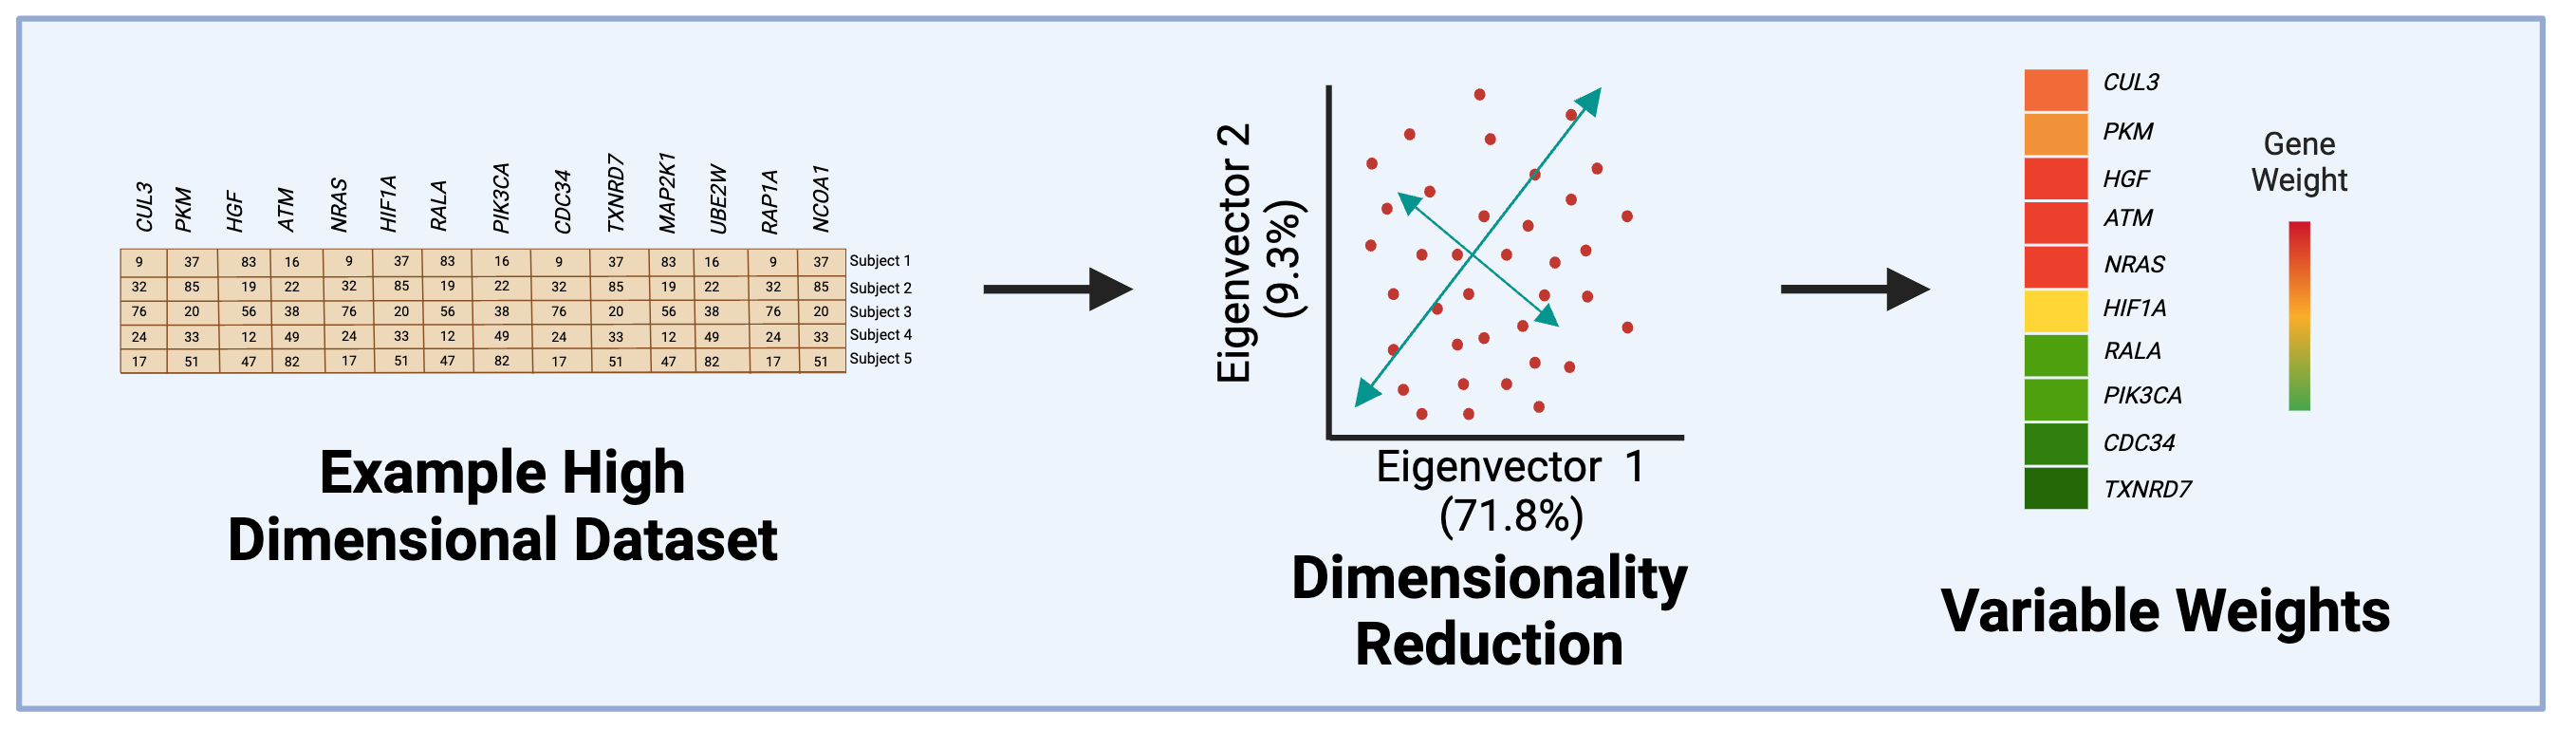 CUL3 PKM HGF ATM NRAS HIF1A RALA PIK3CA CDC34 TXNRD7 MAP2K1 UBE2W RAP1A NCOA1
9 37 83 16 9 37 83 16 9 37 83 16 9 37 Subject 1
32 85 19 22 32 85 19 22 32 85 19 22 32 85 Subject 2
76 20 56 38 76 20 56 38 76 20 56 38 76 20 Subject 3
24 33 12 49 24 33 12 49 24 33 12 49 24 33 Subject 4
17 51 47 82 17 51 47 82 17 51 47 82 17 51 Subject 5
Example High
Dimensional Dataset
Eigenvector 2
(9.3%)
Eigenvector 1
(71.8%)
Dimensionality
Reduction
CUL3
PKM
HGF
ATM
NRAS
HIF1A
RALA
PIK3CA
CDC34
TXNRD7
Gene
Weight
Variable Weights